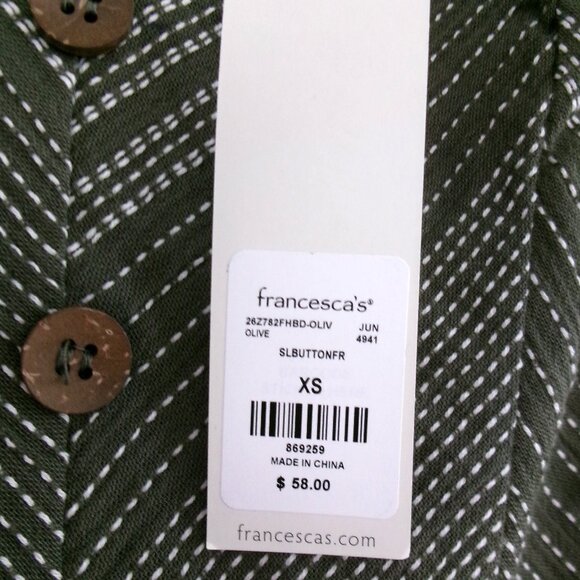 francesca's®
26Z782FHBD-OLIV JUN
OLIVE 4941
SLBUTTONFR
XS
869259
MADE IN CHINA
$ 58.00
francescas.com